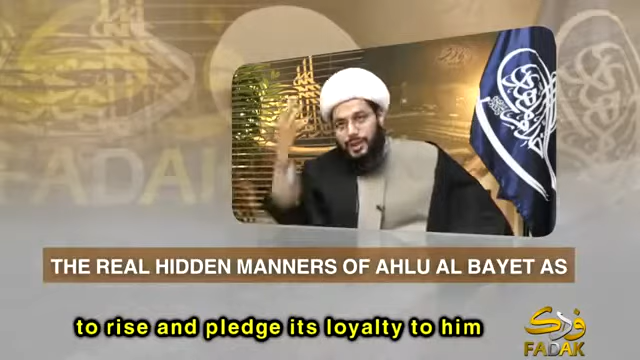 FADAK
THE REAL HIDDEN MANNERS OF AHLU AL BAYET AS
to rise and pledge its loyalty to him
فدك
FADAK